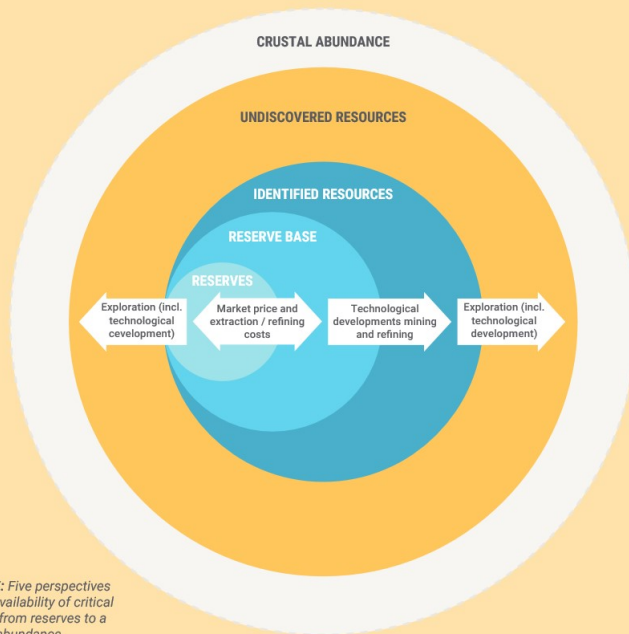 CRUSTAL ABUNDANCE
UNDISCOVERED RESOURCES
IDENTIFIED RESOURCES
RESERVE BASE
RESERVES
Exploration (incl.
technological
cevelopment)
Market price and
extraction / refining
costs
Technological
developments mining
and refining
Exploration (incl.
technological
development)
: Five perspectives
vailability of critical
from reserves to a